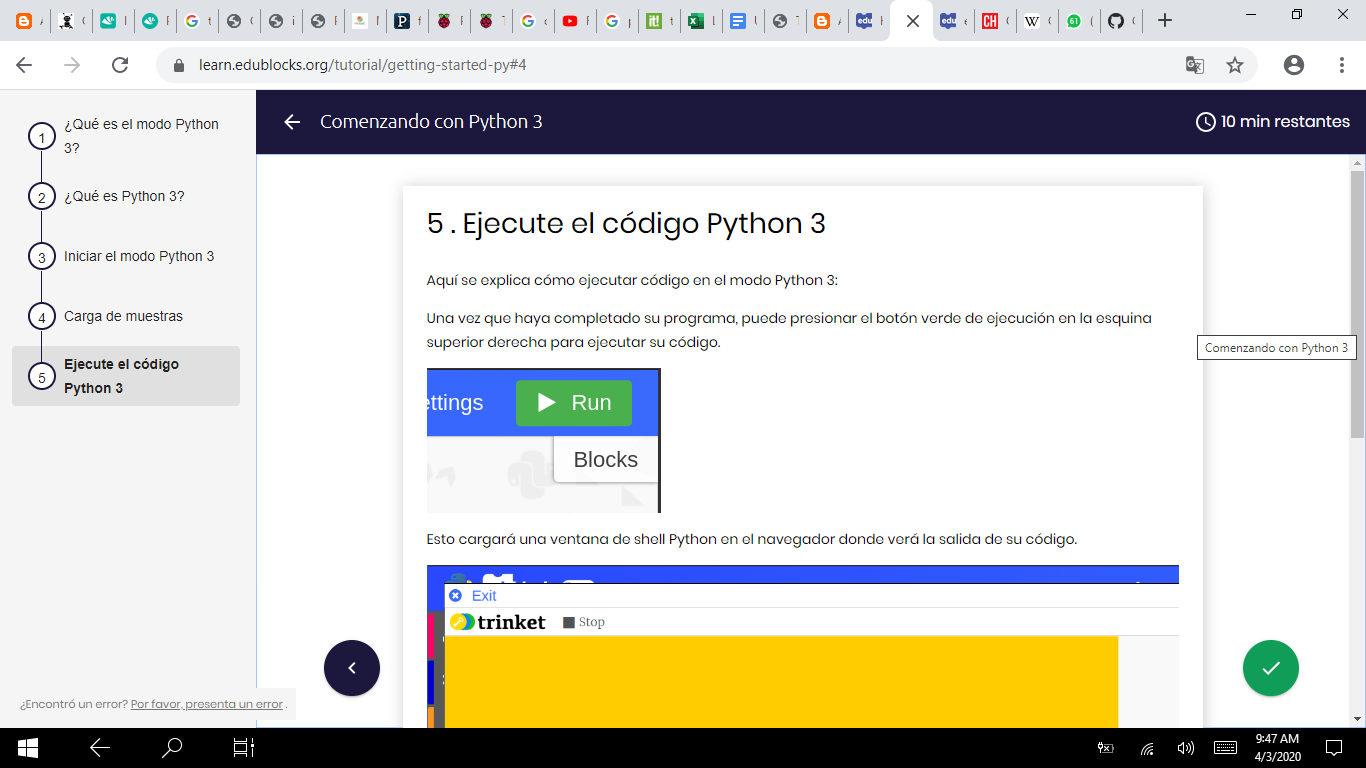 learn.edublocks.org/tutorial/getting-started-py#4
1
¿Qué es el modo Python
3?
2
¿Qué es Python 3?
3
Iniciar el modo Python 3
4
Carga de muestras
5
Ejecute el código
Python 3
Comenzando con Python 3
10 min restantes
5 . Ejecute el código Python 3
Aquí se explica cómo ejecutar código en el modo Python 3:
Una vez que haya completado su programa, puede presionar el botón verde de ejecución en la esquina
superior derecha para ejecutar su código.
Comenzando con Python 3
ettings
Run
Blocks
Esto cargará una ventana de shell Python en el navegador donde verá la salida de su código.
Exit
trinket
Stop
¿Encontró un error? Por favor, presenta un error .
9:47 AM
4/3/2020